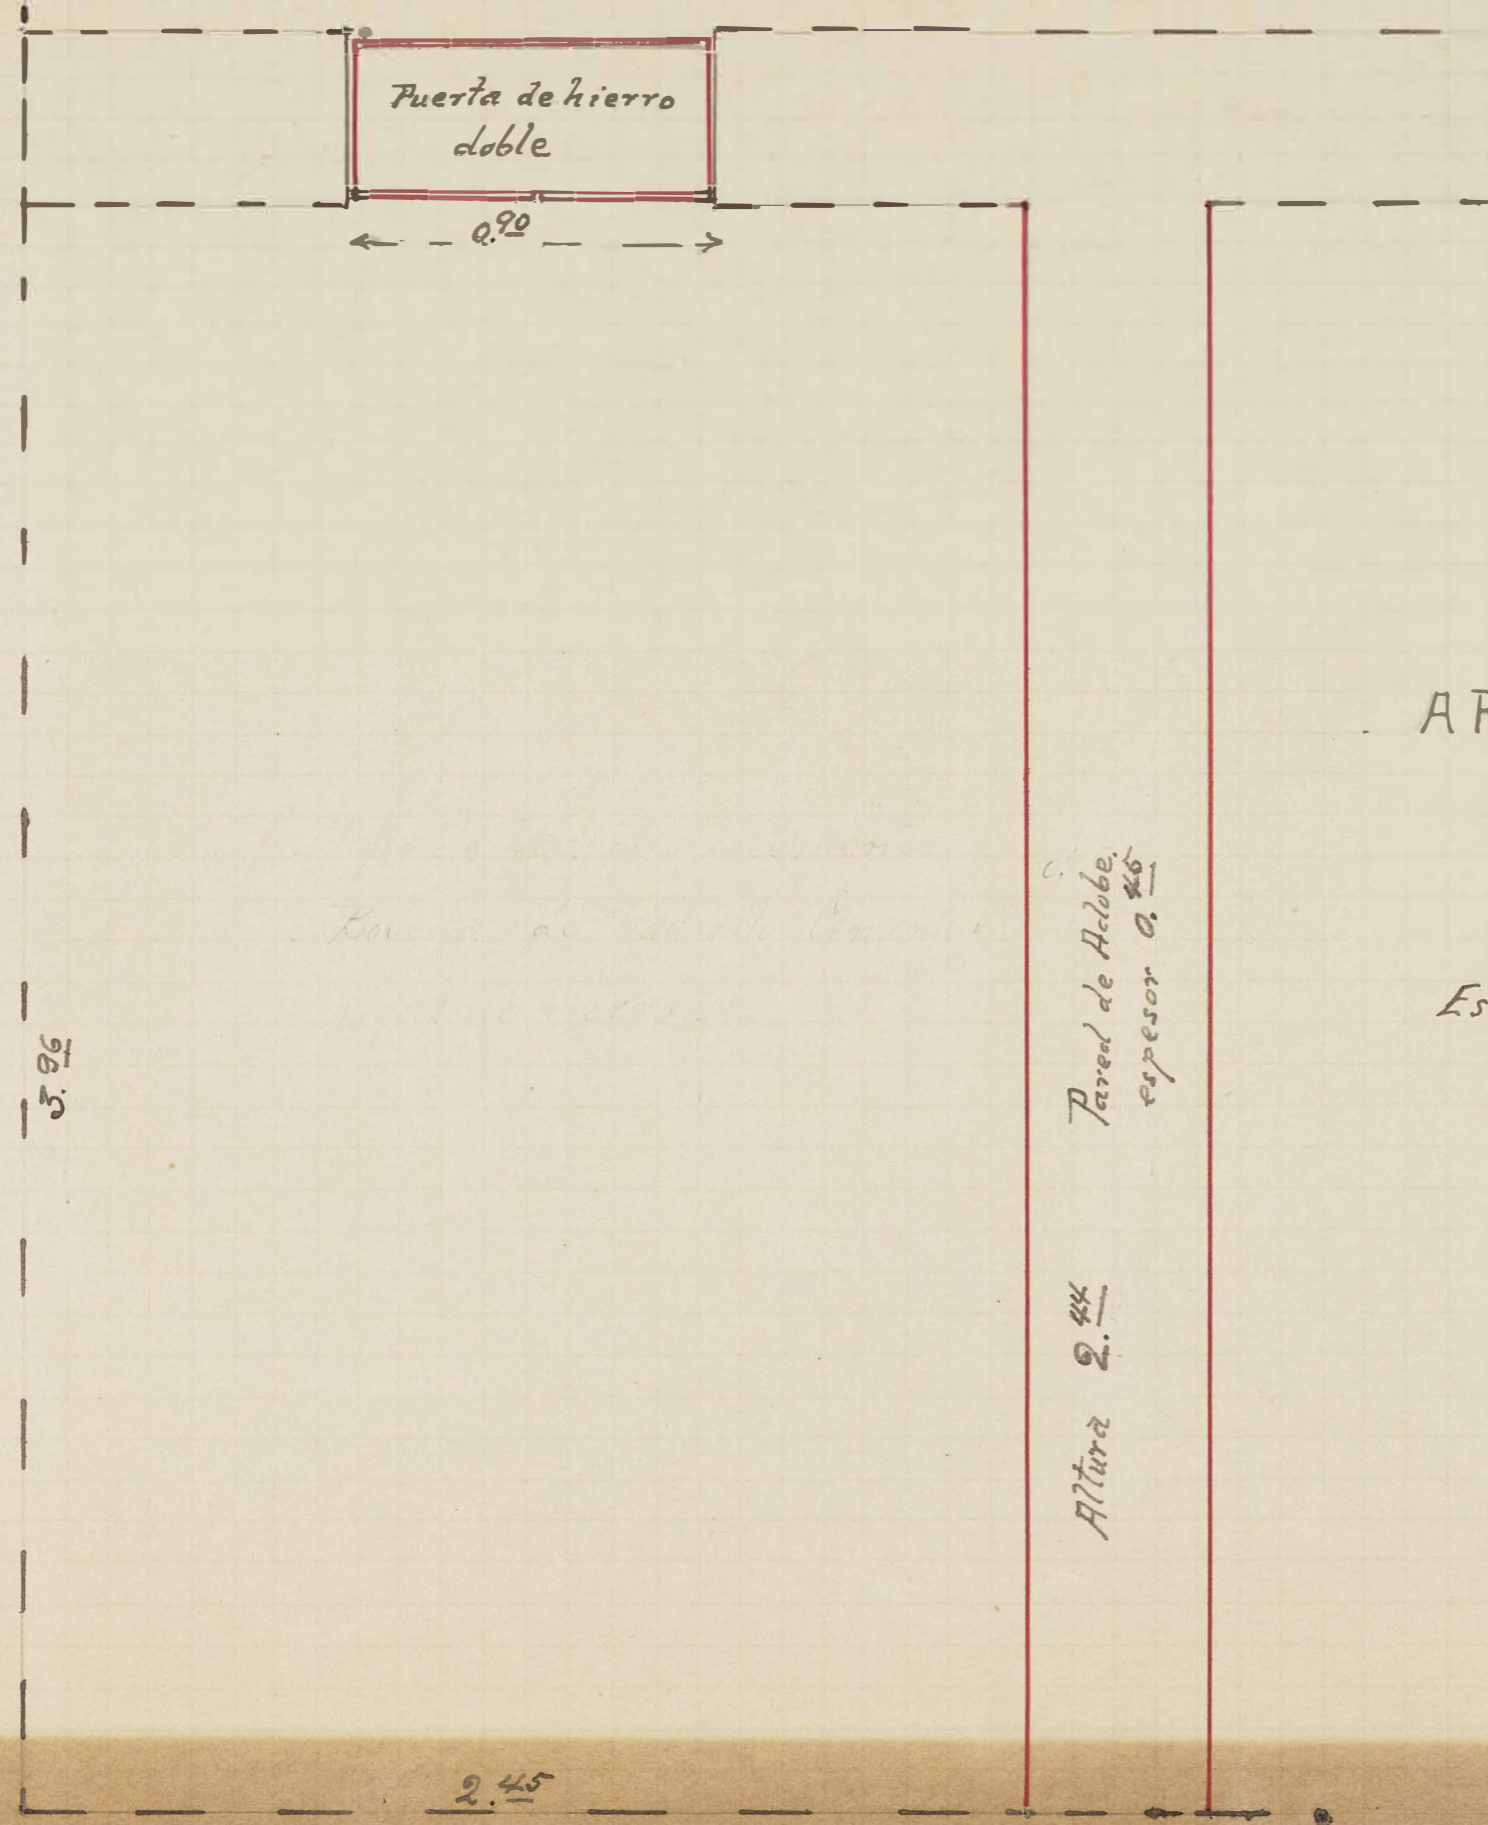 Puerta de hierro
doble
0.90
A
Pared de Adobe.
espesor 0.45
Es
3.96
Altura 2.44
2.45